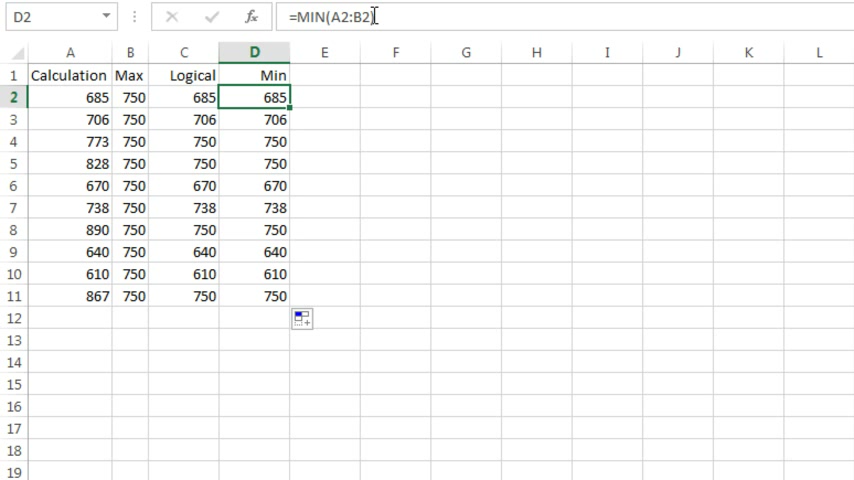 D2 =MIN(A2:B2)
A B C D E F G H I J K L
1 Calculation Max Logical Min
2 685 750 685 685
3 706 750 706 706
4 773 750 750 750
5 828 750 750 750
6 670 750 670 670
7 738 750 738 738
8 890 750 750 750
9 640 750 640 640
10 610 750 610 610
11 867 750 750 750
12
13
14
15
16
17
18
19